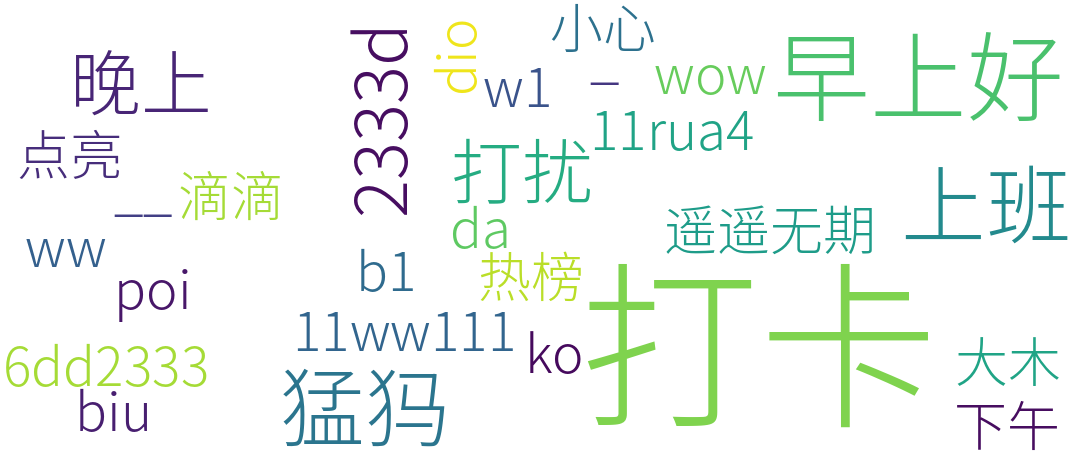 小心
晚上
2333d
dio
w1
_
wow
早上好
11rua4
点亮
打扰
__
滴滴
上班
da
遥遥无期
ww
poi
b1
热榜
打卡
11ww111
ko
6dd2333
biu
猛犸
大木
下午